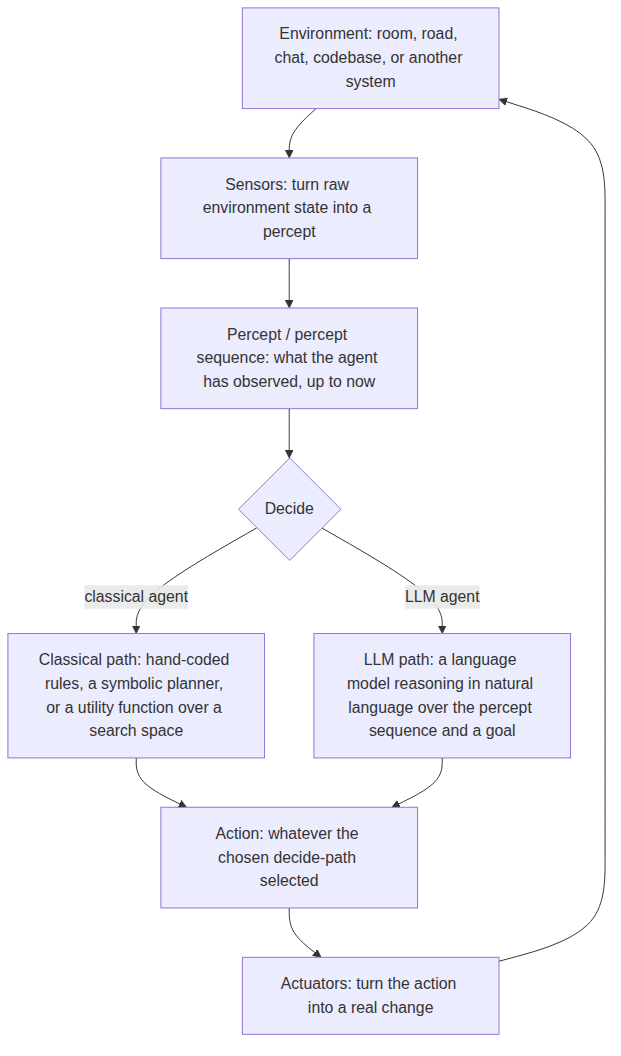 Environment: room, road,
chat, codebase, or another
system
Sensors: turn raw
environment state into a
percept
Percept / percept
sequence: what the agent
has observed, up to now
Decide
classical agent
LLM agent
Classical path: hand-coded
rules, a symbolic planner,
or a utility function over a
search space
LLM path: a language
model reasoning in natural
language over the percept
sequence and a goal
Action: whatever the
chosen decide-path
selected
Actuators: turn the action
into a real change